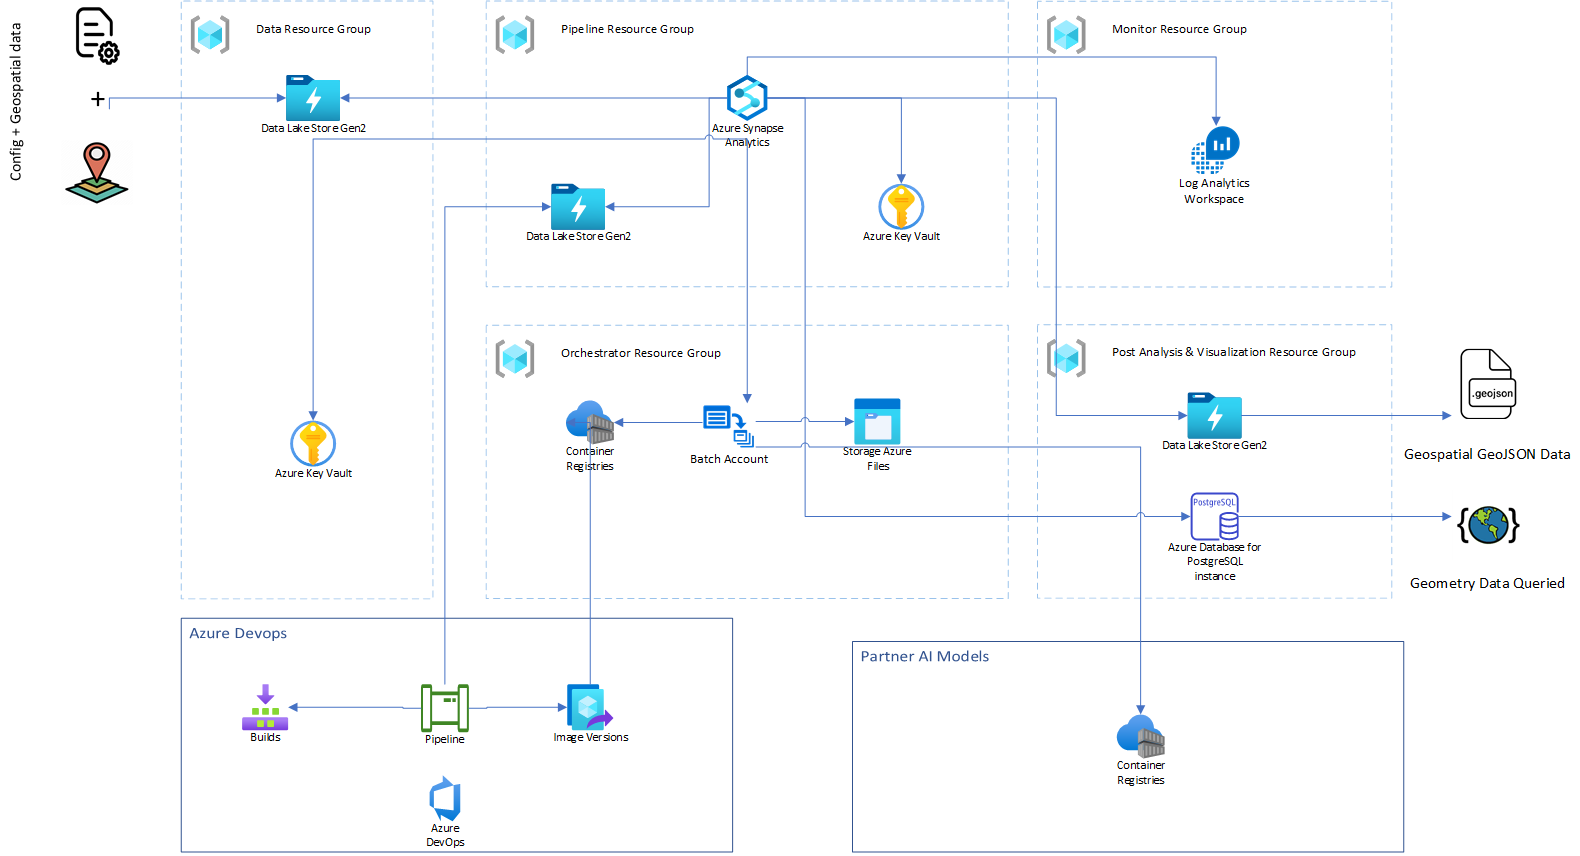 Config + Geospatial data
+
Data Resource Group
Data Lake Store Gen2
Azure Key Vault
Pipeline Resource Group
Azure Synapse
Analytics
Data Lake Store Gen2
Azure Key Vault
Monitor Resource Group
Log Analytics
Workspace
Orchestrator Resource Group
Container
Registries
Batch Account
Storage Azure
Files
Post Analysis & Visualization Resource Group
Data Lake Store Gen2
PostgreSQL
Azure Database for
PostgreSQL
instance
.geojson
Geospatial GeoJSON Data
Geometry Data Queried
Azure Devops
Builds
Pipeline
Image Versions
Azure
DevOps
Partner AI Models
Container
Registries